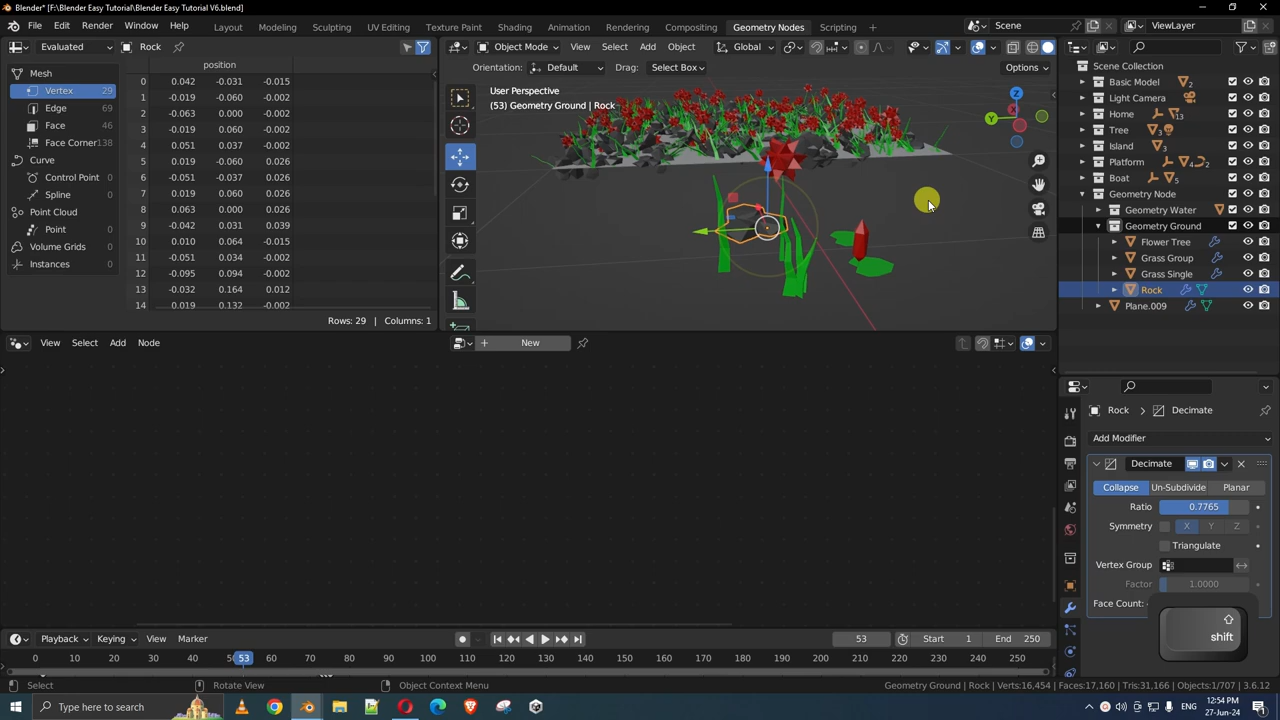 Blender* [F:\Blender Easy Tutorial\Blender Easy Tutorial V6.blend]
File Edit Render Window Help Layout Modeling Sculpting UV Editing Texture Paint Shading Animation Rendering Compositing Geometry Nodes Scripting Scene ViewLayer
Evaluated Rock
Object Mode View Select Add Object Global
Orientation: Default Drag: Select Box Options
position
Mesh
Vertex 29
Edge 69
Face 46
Face Corner 138
Curve
Control Point
Spline
Point Cloud
Point
Volume Grids
Instances
0 0.042 -0.031 -0.015
1 -0.019 -0.060 -0.002
2 -0.063 0.000 -0.002
3 -0.019 0.060 -0.002
4 0.051 0.037 -0.002
5 0.019 -0.060 0.026
6 -0.051 -0.037 0.026
7 0.019 0.060 0.026
8 0.063 0.000 0.026
9 -0.042 0.031 0.039
10 0.010 0.064 -0.015
11 -0.051 0.034 -0.002
12 -0.095 0.094 -0.002
13 -0.032 0.164 0.012
14 0.019 0.132 -0.002
Rows: 29 | Columns: 1
User Perspective
(53) Geometry Ground | Rock
Z
Y
Scene Collection
Basic Model 2
Light Camera
Home 13
Tree 3
Island 3
Platform 4 2
Boat 5
Geometry Node
Geometry Water
Geometry Ground
Flower Tree
Grass Group
Grass Single
Rock
Plane.009
View Select Add Node New
Rock Decimate
Add Modifier
Decimate
Collapse Un-Subdivide Planar
Ratio 0.7765
Symmetry X Y Z
Triangulate
Vertex Group
Factor 1.0000
Face Count:
shift
Playback Keying View Marker 53 Start 1 End 250
0 10 20 30 40 53 60 70 80 90 100 110 120 130 140 150 160 170 180 190 200 210 220 230 240 250
Select Rotate View Object Context Menu Geometry Ground | Rock | Verts:16,454 | Faces:17,160 | Tris:31,166 | Objects:1/707 | 3.6.12
Type here to search
ENG
12:54 PM
27-Jun-24